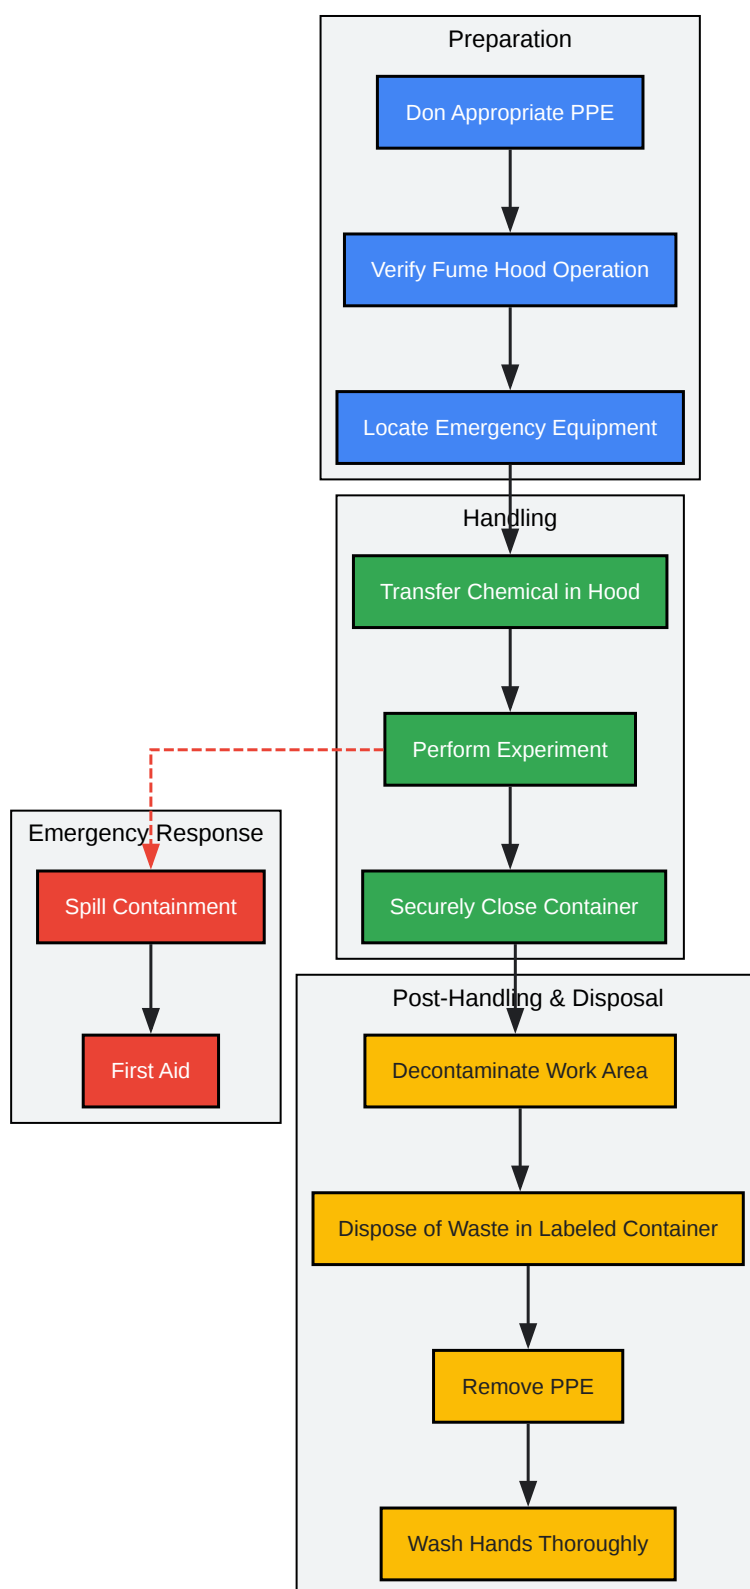 Preparation
Don Appropriate PPE
Verify Fume Hood Operation
Locate Emergency Equipment
Handling
Transfer Chemical in Hood
Perform Experiment
Securely Close Container
Emergency Response
Spill Containment
First Aid
Post-Handling & Disposal
Decontaminate Work Area
Dispose of Waste in Labeled Container
Remove PPE
Wash Hands Thoroughly